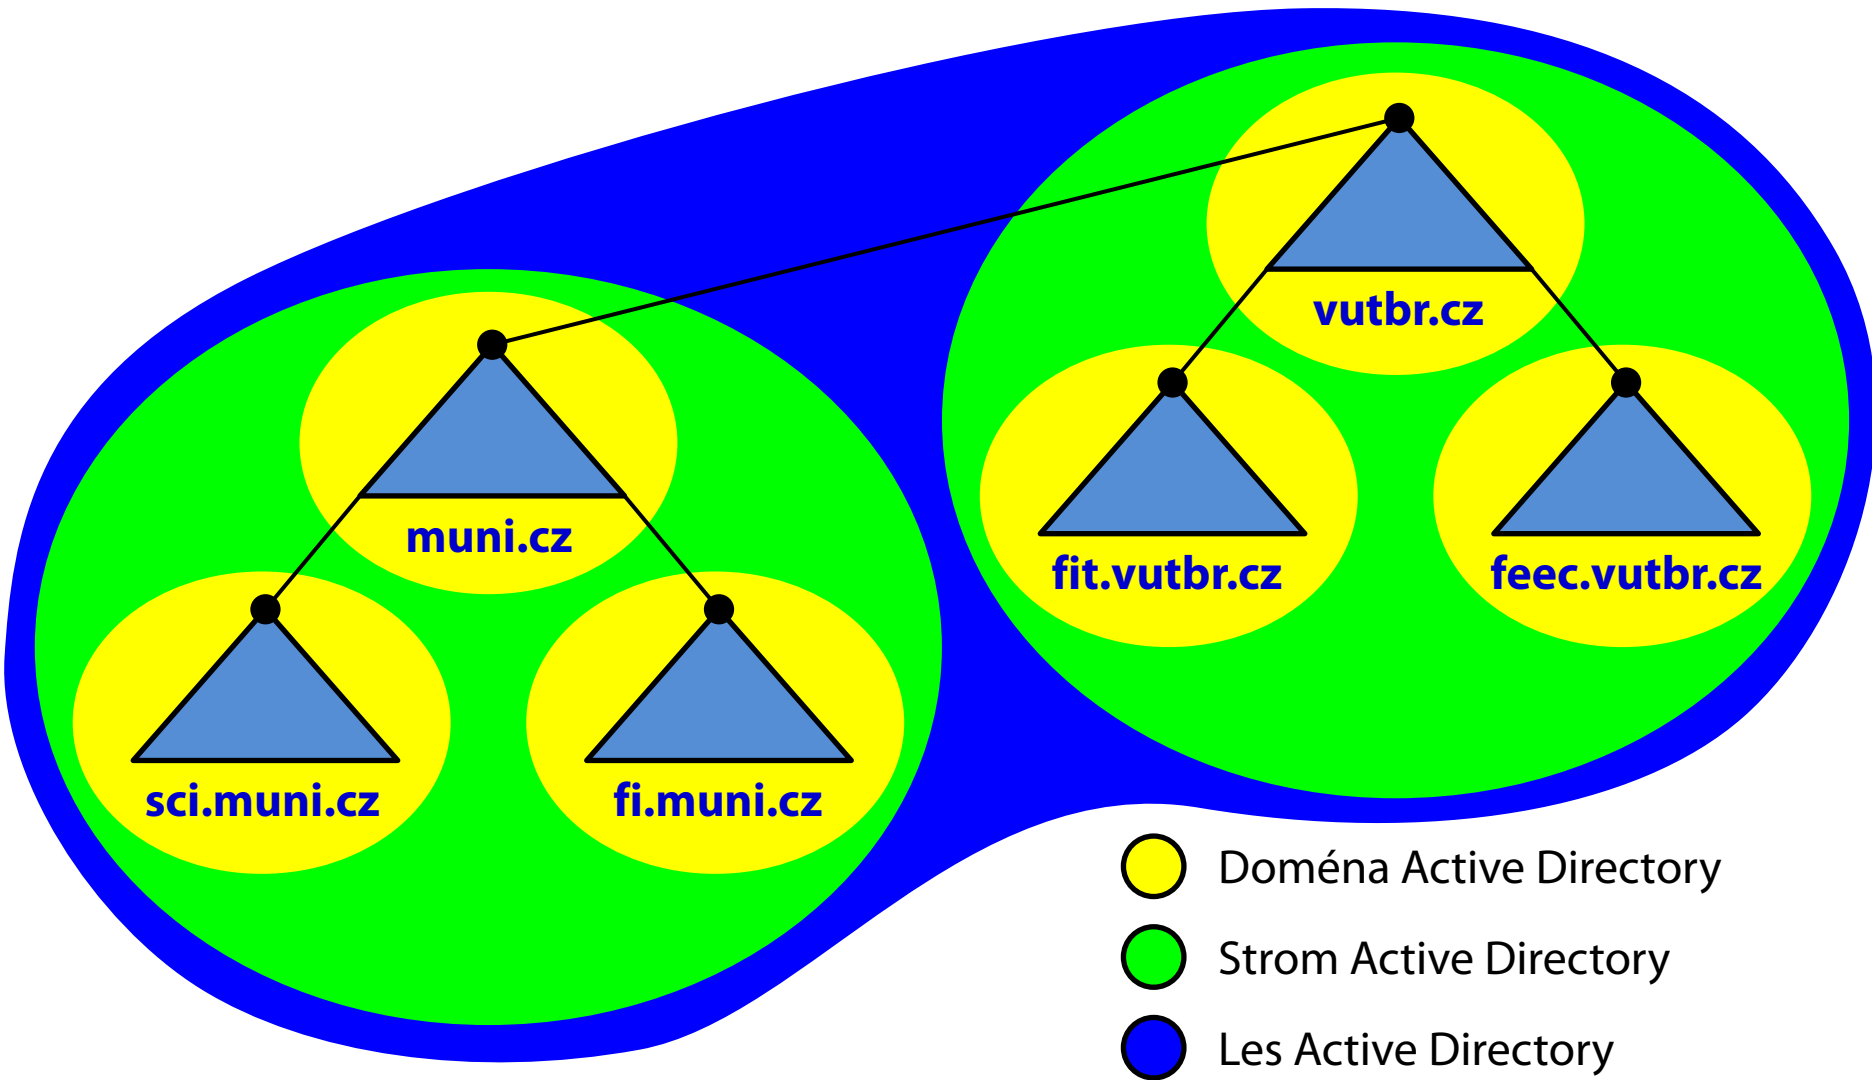 vutbr.cz
muni.cz
fit.vutbr.cz
feec.vutbr.cz
sci.muni.cz
fi.muni.cz
Doména Active Directory
Strom Active Directory
Les Active Directory